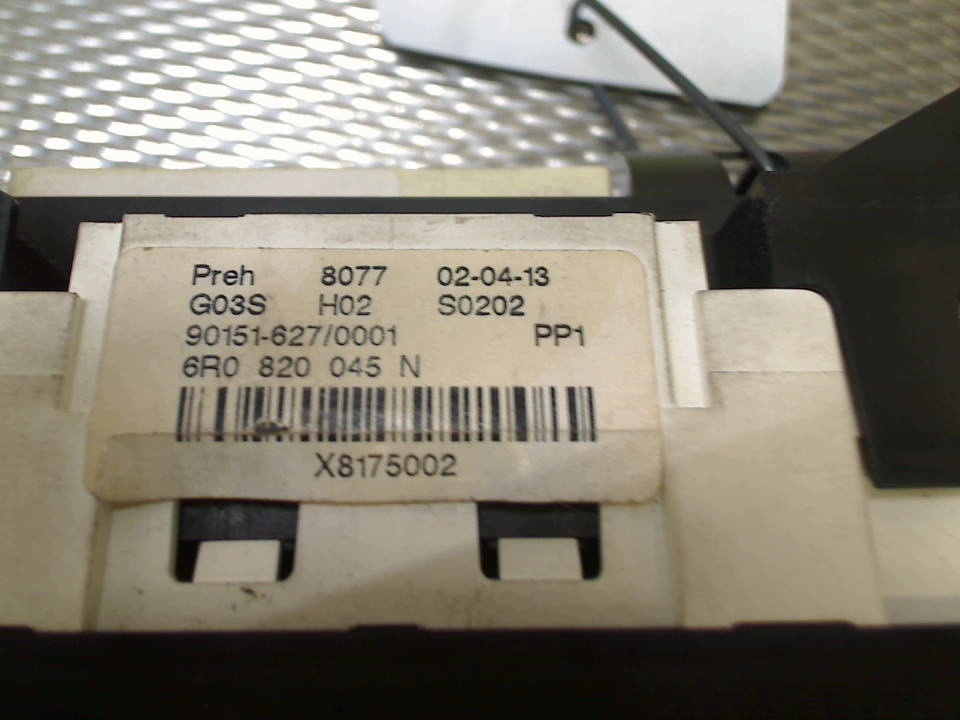 Preh 8077 02-04-13
G03S H02 S0202
90151-627/0001 PP1
6R0 820 045 N
X8175002